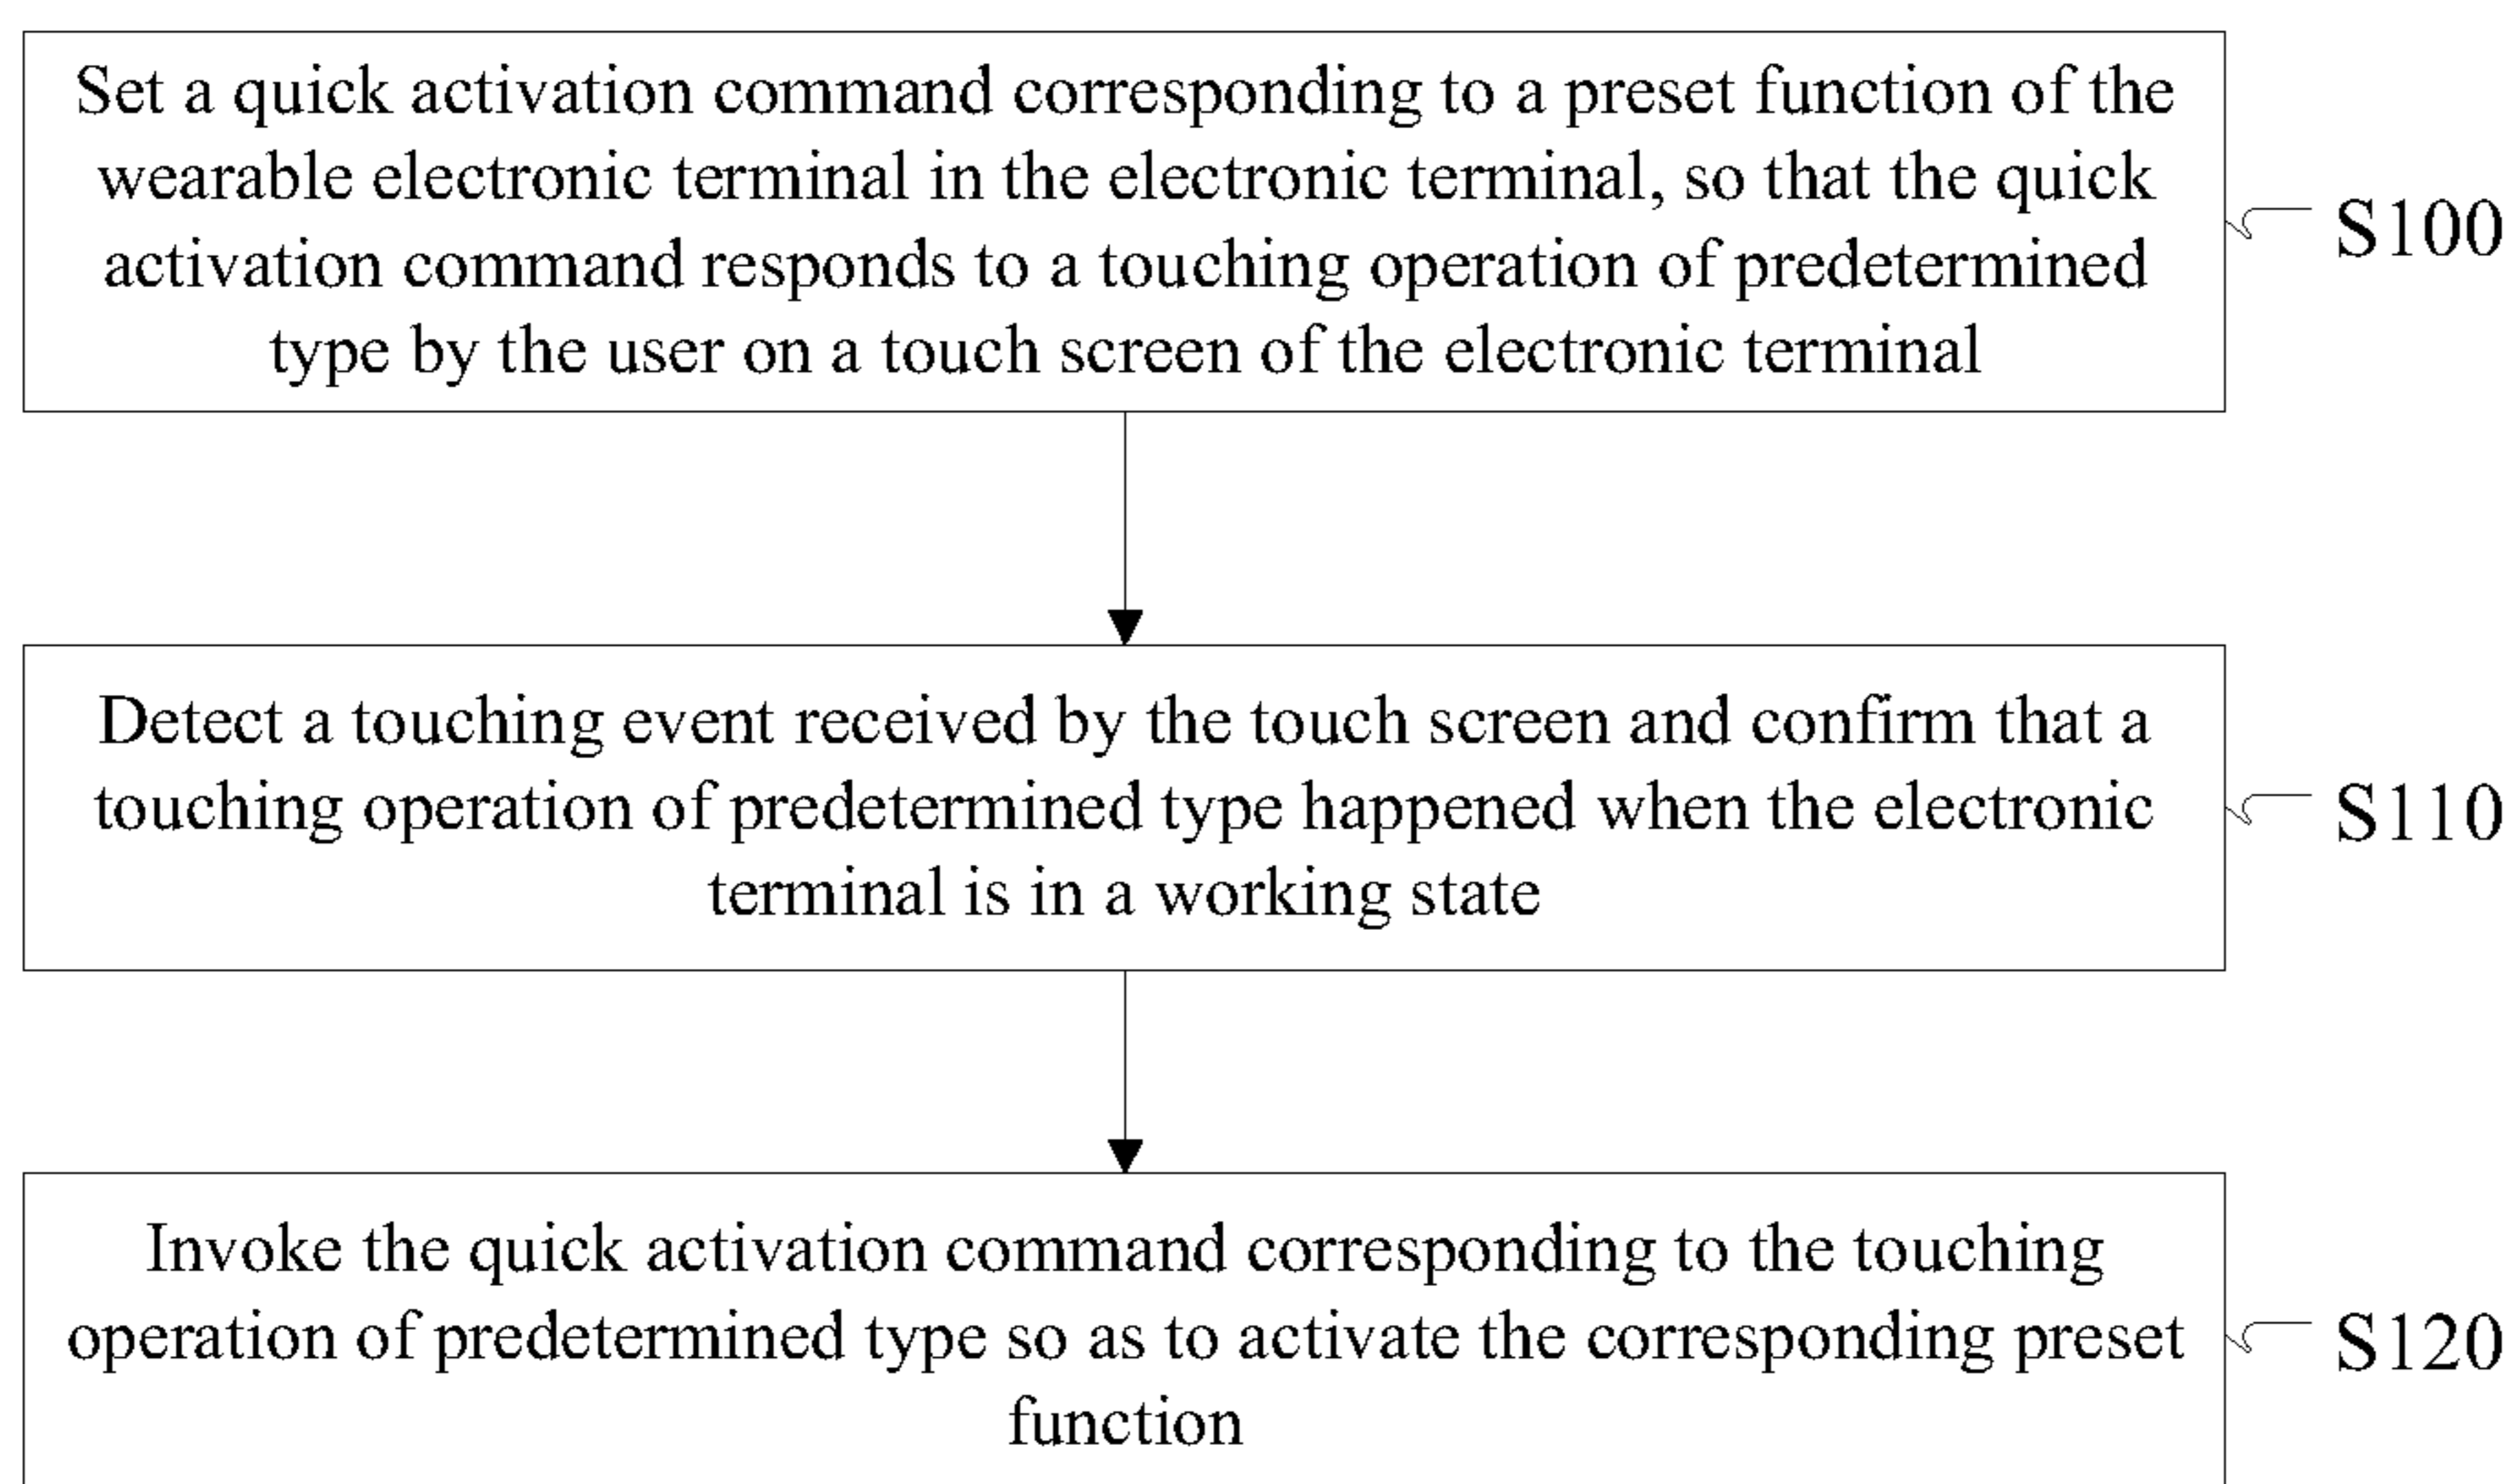 Set a quick activation command corresponding to a preset function of the
wearable electronic terminal in the electronic terminal, so that the quick
activation command responds to a touching operation of predetermined
type by the user on a touch screen of the electronic terminal
S100
Detect a touching event received by the touch screen and confirm that a
touching operation of predetermined type happened when the electronic
terminal is in a working state
S110
Invoke the quick activation command corresponding to the touching
operation of predetermined type so as to activate the corresponding preset
function
S120